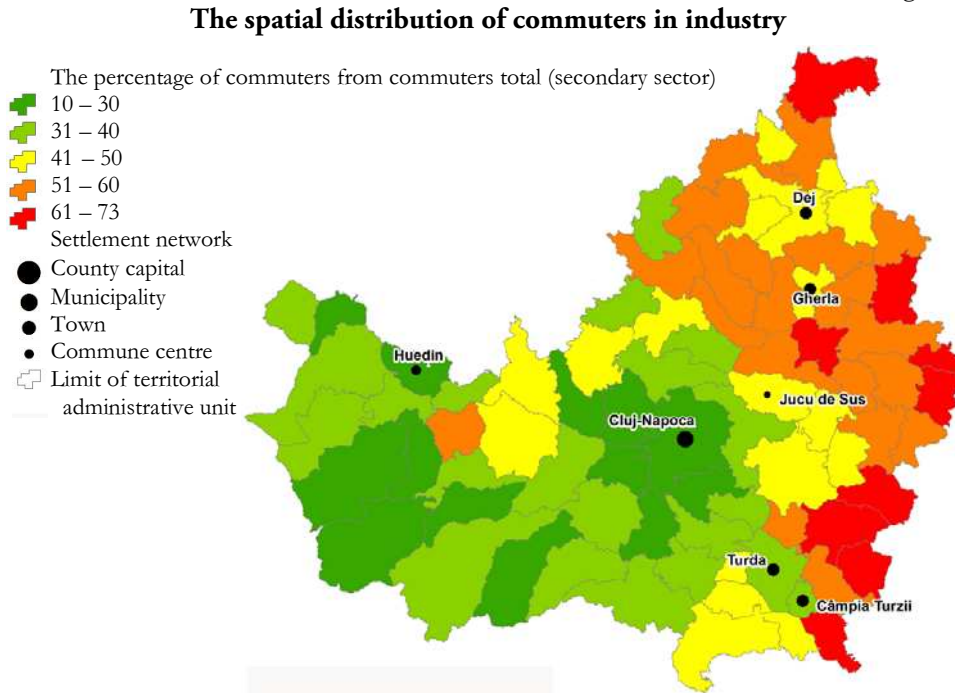 The spatial distribution of commuters in industry
The percentage of commuters from commuters total (secondary sector)
10 – 30
31 – 40
41 – 50
51 – 60
61 – 73
Settlement network
County capital
Municipality
Town
Commune centre
Limit of territorial
administrative unit
Dej
Gherla
Huedin
Jucu de Sus
Cluj-Napoca
Turda
Câmpia Turzii